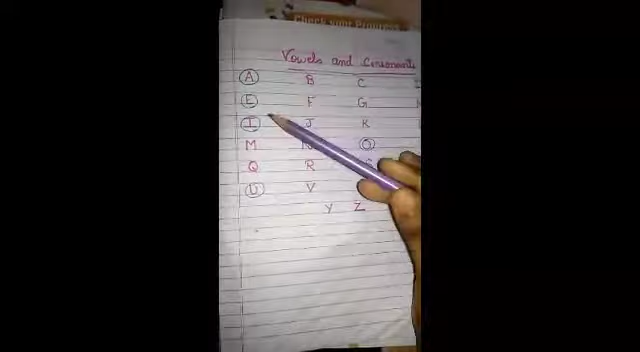 Check your Progress
Vowels and Consonants
A B C
E F G
I J K
M O
Q R
U V
Y Z